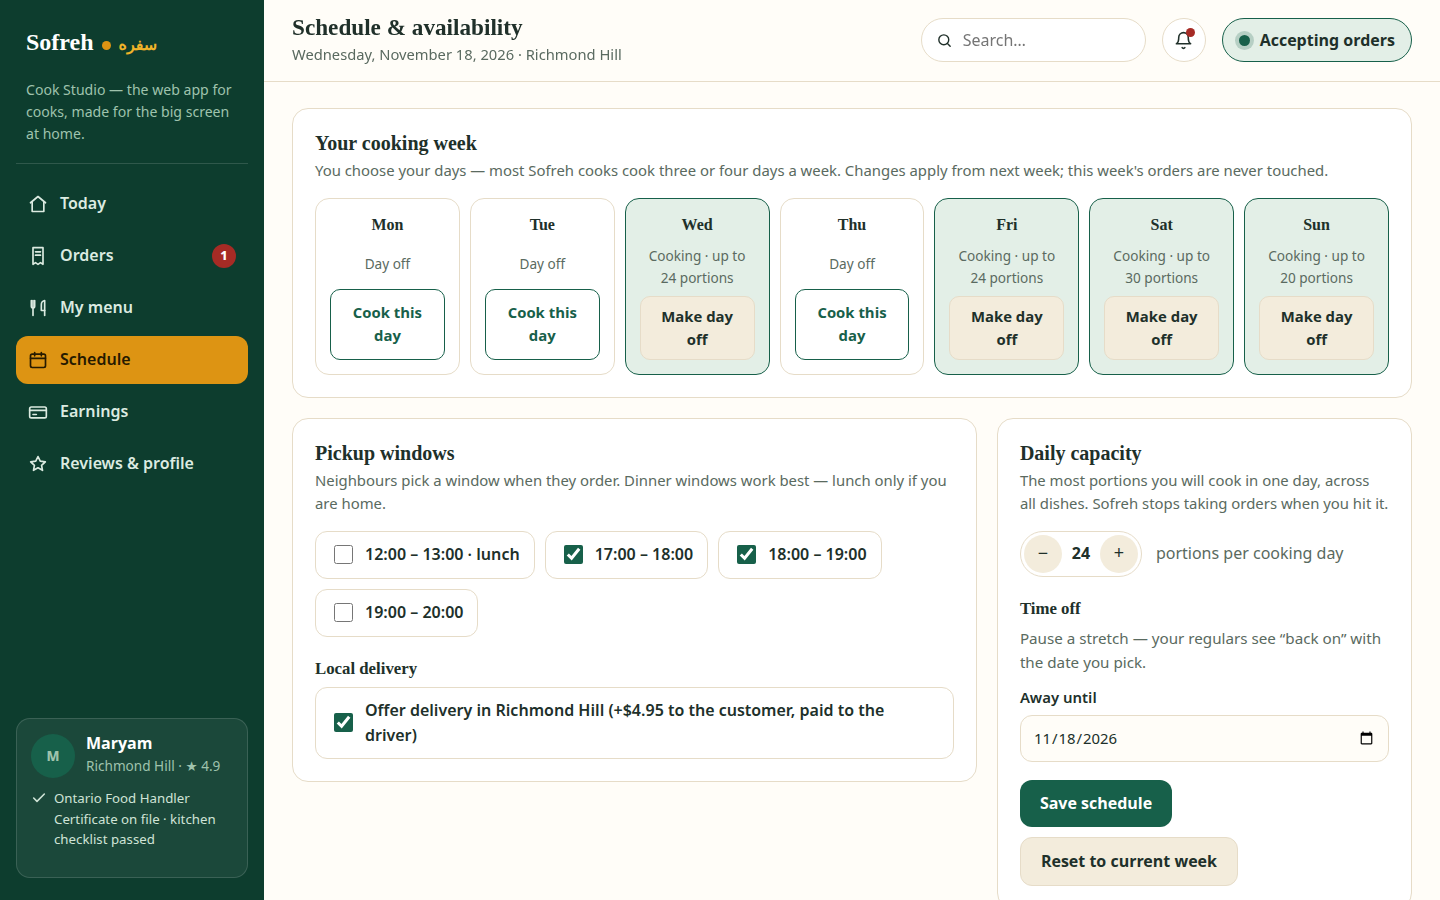 Sofreh سفره
Cook Studio — the web app for
cooks, made for the big screen
at home.
Today
Orders 1
My menu
Schedule
Earnings
Reviews & profile
M
Maryam
Richmond Hill · ★ 4.9
Ontario Food Handler
Certificate on file · kitchen
checklist passed
Schedule & availability
Wednesday, November 18, 2026 · Richmond Hill
Search...
Accepting orders
Your cooking week
You choose your days — most Sofreh cooks cook three or four days a week. Changes apply from next week; this week's orders are never touched.
Mon
Day off
Cook this
day
Tue
Day off
Cook this
day
Wed
Cooking · up to
24 portions
Make day
off
Thu
Day off
Cook this
day
Fri
Cooking · up to
24 portions
Make day
off
Sat
Cooking · up to
30 portions
Make day
off
Sun
Cooking · up to
20 portions
Make day
off
Pickup windows
Neighbours pick a window when they order. Dinner windows work best — lunch only if you
are home.
12:00 – 13:00 · lunch
17:00 – 18:00
18:00 – 19:00
19:00 – 20:00
Local delivery
Offer delivery in Richmond Hill (+$4.95 to the customer, paid to the
driver)
Daily capacity
The most portions you will cook in one day, across
all dishes. Sofreh stops taking orders when you hit it.
− 24 + portions per cooking day
Time off
Pause a stretch — your regulars see “back on” with
the date you pick.
Away until
11/18/2026
Save schedule
Reset to current week